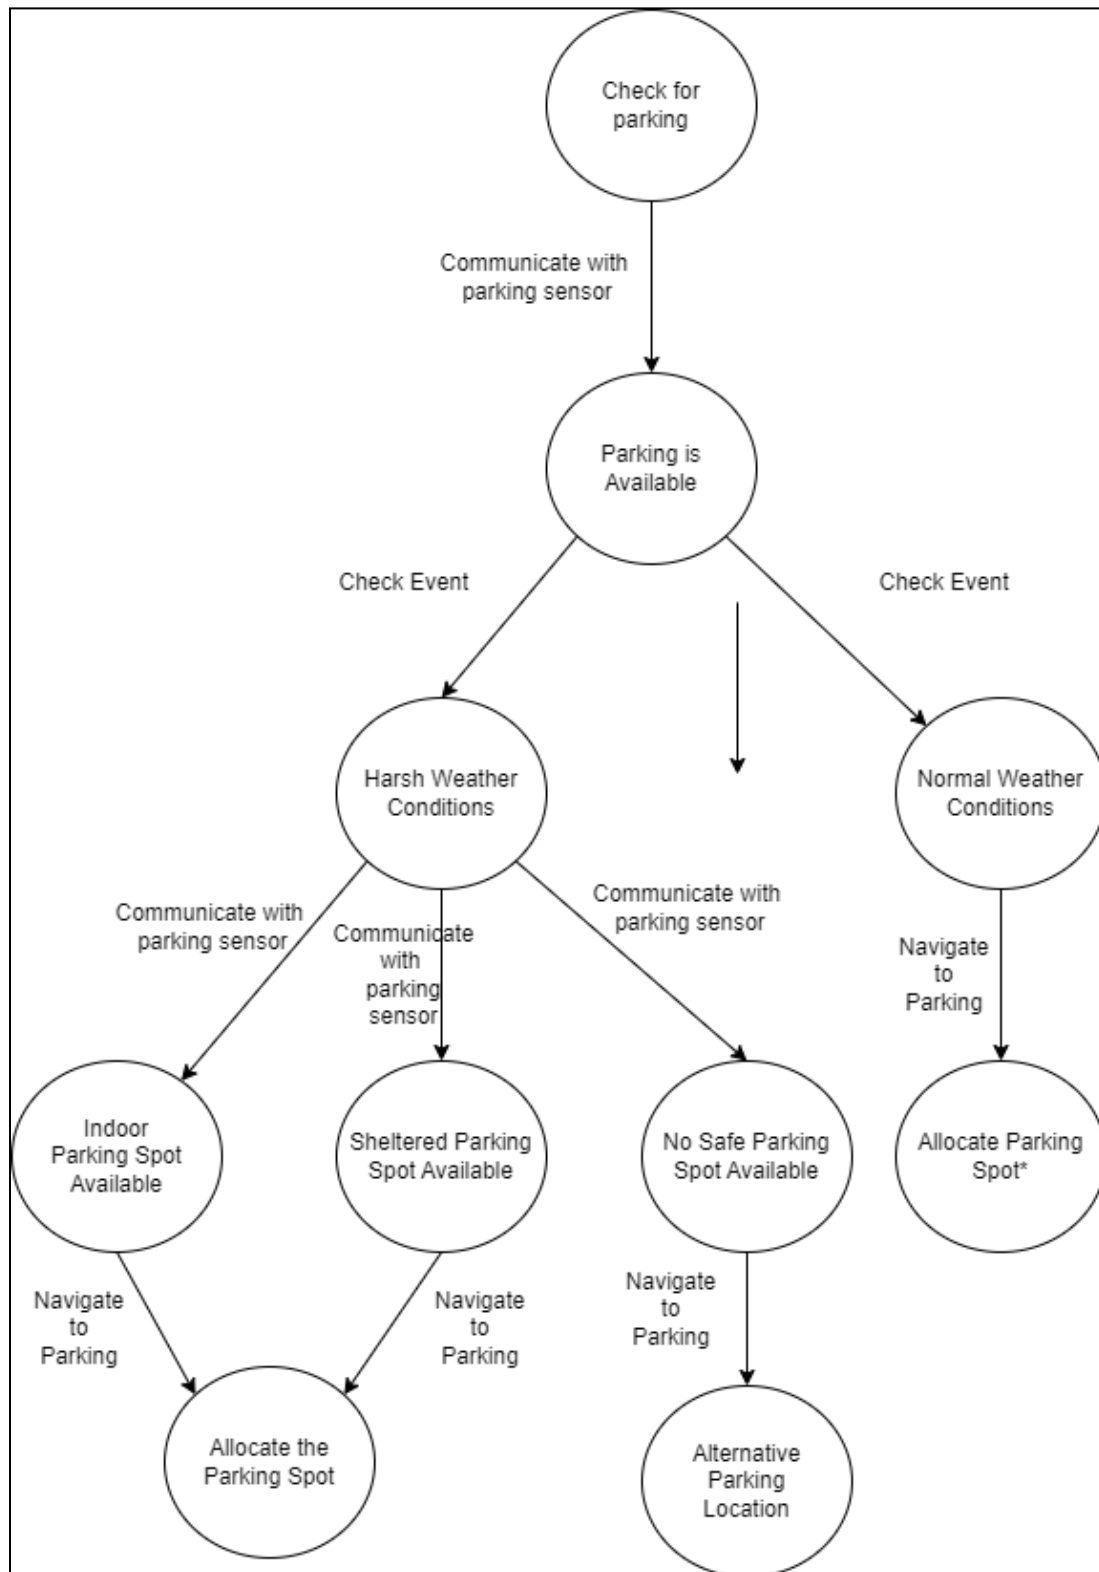 Check for
parking
Communicate with
parking sensor
Parking is
Available
Check Event
Check Event
Harsh Weather
Conditions
Normal Weather
Conditions
Communicate with
parking sensor
Communicate
with
parking
sensor
Communicate with
parking sensor
Navigate
to
Parking
Indoor
Parking Spot
Available
Sheltered Parking
Spot Available
No Safe Parking
Spot Available
Allocate Parking
Spot*
Navigate
to
Parking
Navigate
to
Parking
Navigate
to
Parking
Allocate the
Parking Spot
Alternative
Parking
Location